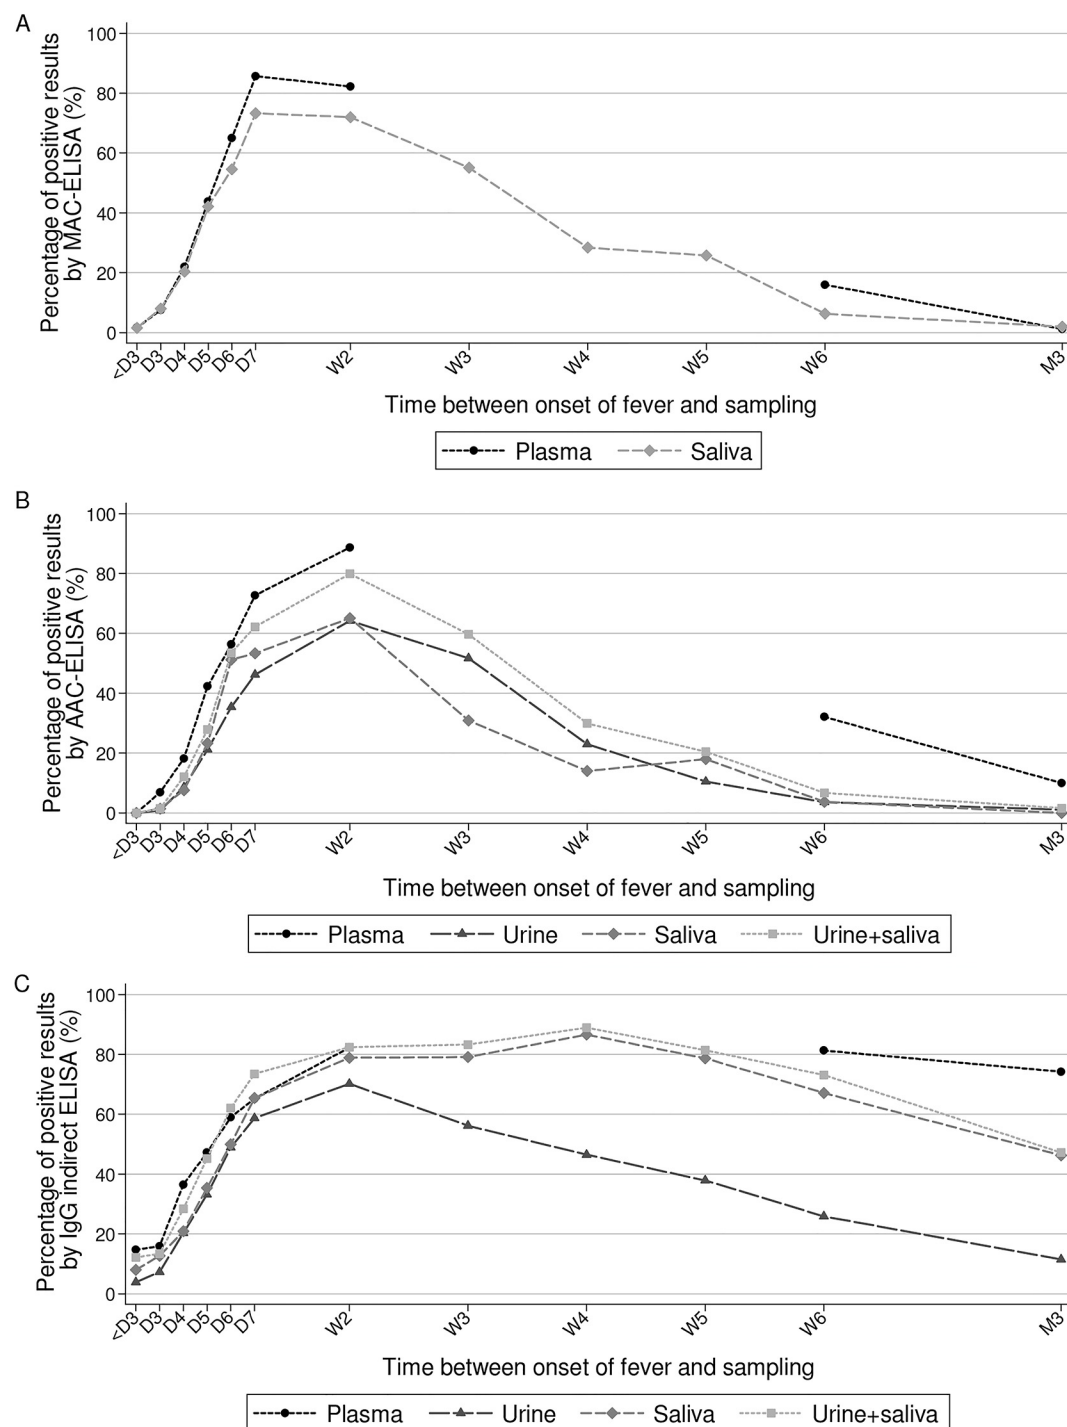 A
Percentage of positive results
by MAC-ELISA (%)
100
80
60
40
20
0
<D3 D3 D4 D5 D6 D7 W2 W3 W4 W5 W6 M3
Time between onset of fever and sampling
Plasma Saliva
B
Percentage of positive results
by AAC-ELISA (%)
100
80
60
40
20
0
<D3 D3 D4 D5 D6 D7 W2 W3 W4 W5 W6 M3
Time between onset of fever and sampling
Plasma Urine Saliva Urine+saliva
C
Percentage of positive results
by IgG indirect ELISA (%)
100
80
60
40
20
0
<D3 D3 D4 D5 D6 D7 W2 W3 W4 W5 W6 M3
Time between onset of fever and sampling
Plasma Urine Saliva Urine+saliva